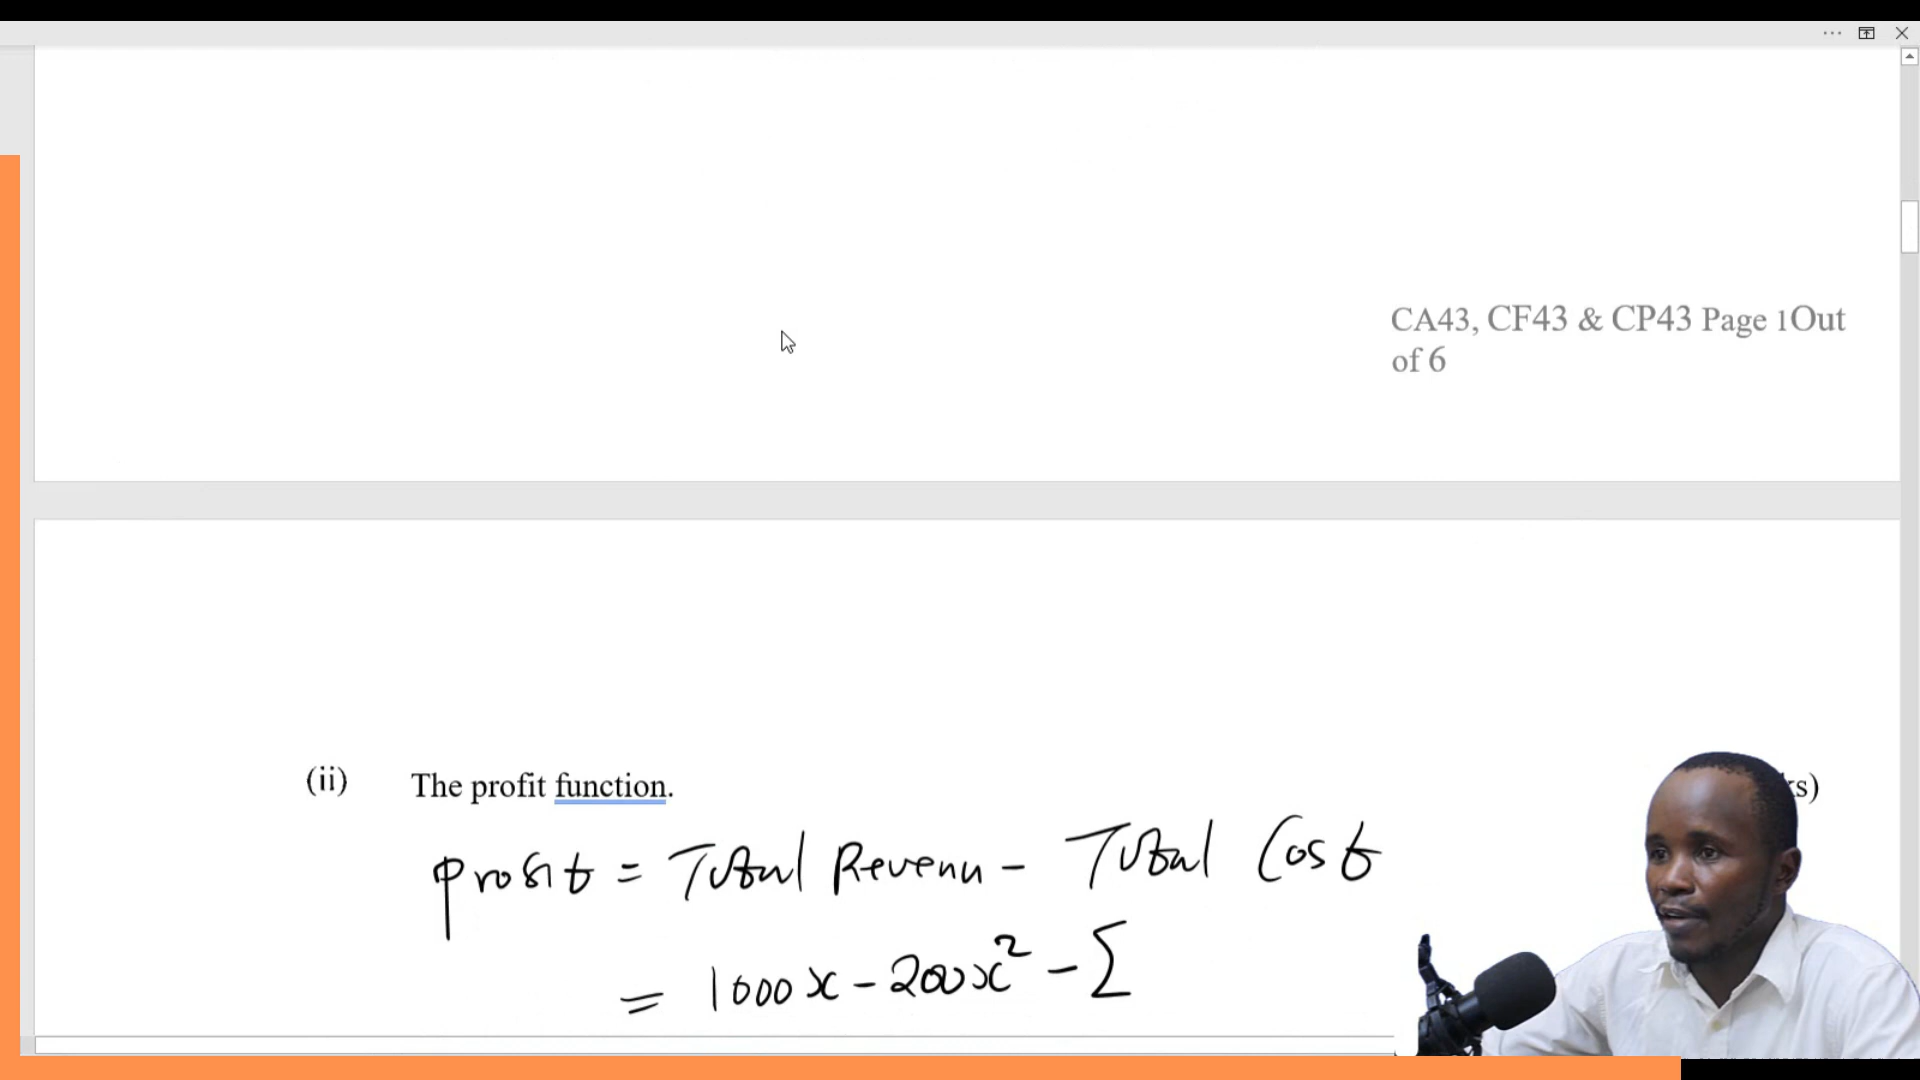 CA43, CF43 & CP43 Page 1Out
of 6
(ii) The profit function.
s)
profit = Total Revenu - Total Cost
= 1000x - 200x² - [